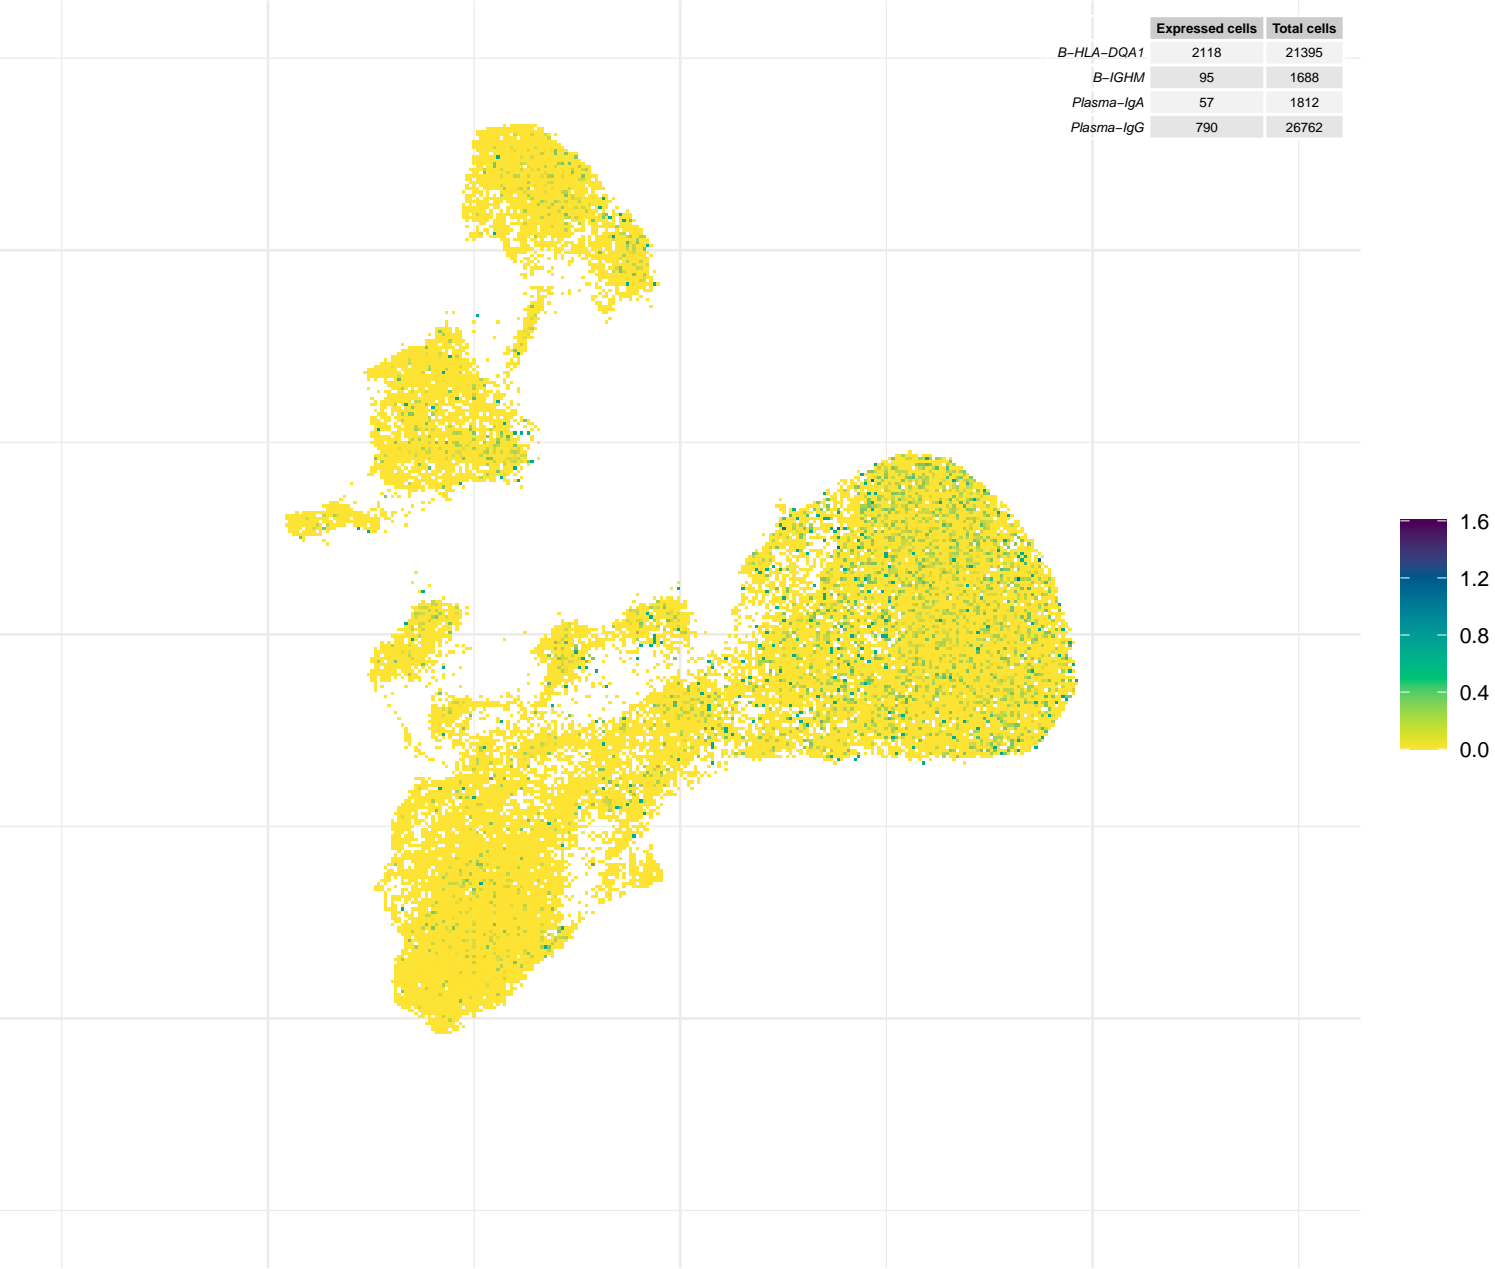 Expressed cells Total cells
B−HLA−DQA1 2118 21395
B−IGHM 95 1688
Plasma−IgA 57 1812
Plasma−IgG 790 26762
1.6
1.2
0.8
0.4
0.0